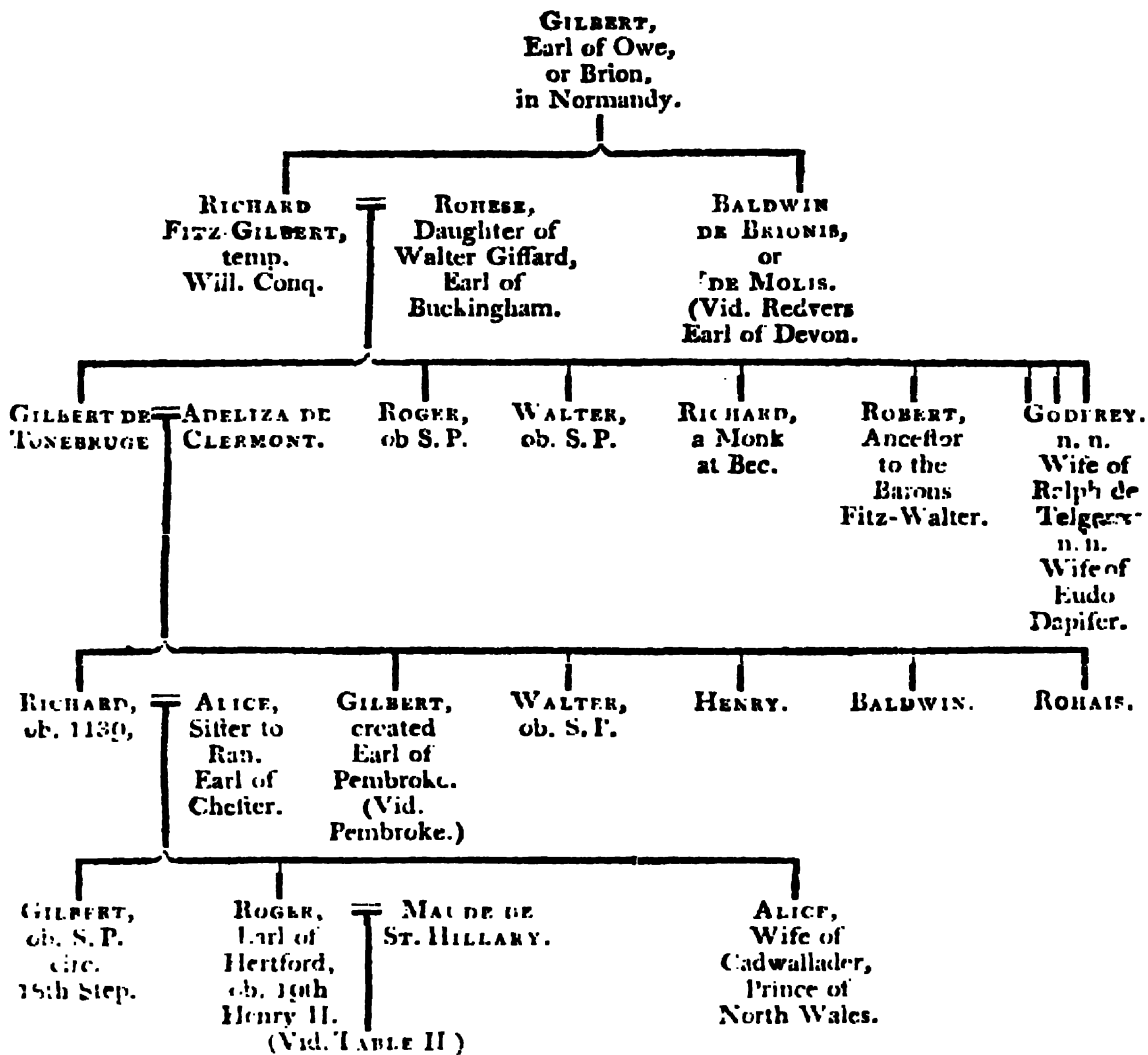 GILBERT,
Earl of Owe,
or Brion,
in Normandy.
RICHARD
FITZ-GILBERT,
temp.
Will. Conq.
ROHESE,
Daughter of
Walter Giffard,
Earl of
Buckingham.
BALDWIN
DE BRIONIS,
or
DE MOLIS.
(Vid. Redvers
Earl of Devon.
GILBERT DE
TONEBRUGE
ADELIZA DE
CLERMONT.
ROGER,
ob S. P.
WALTER,
ob. S. P.
RICHARD,
a Monk
at Bec.
ROBERT,
Anceſtor
to the
Barons
Fitz-Walter.
GODFREY.
n. n.
Wife of
Ralph de
n. n.
Wife of
Eudo
Dapifer.
RICHARD,
ob. 1139,
ALICE,
Siſter to
Ran.
Earl of
Cheſter.
GILBERT,
created
Earl of
Pembroke.
(Vid.
Pembroke.)
WALTER,
ob. S. P.
HENRY.
BALDWIN.
ROHAIS.
GILBERT,
ob. S. P.
circ.
Step.
ROGER,
Earl of
Hertford,
ob. 19th
Henry II.
(Vid. TABLE II)
MAUDE DE
ST. HILLARY.
ALICE,
Wife of
Cadwallader,
Prince of
North Wales.